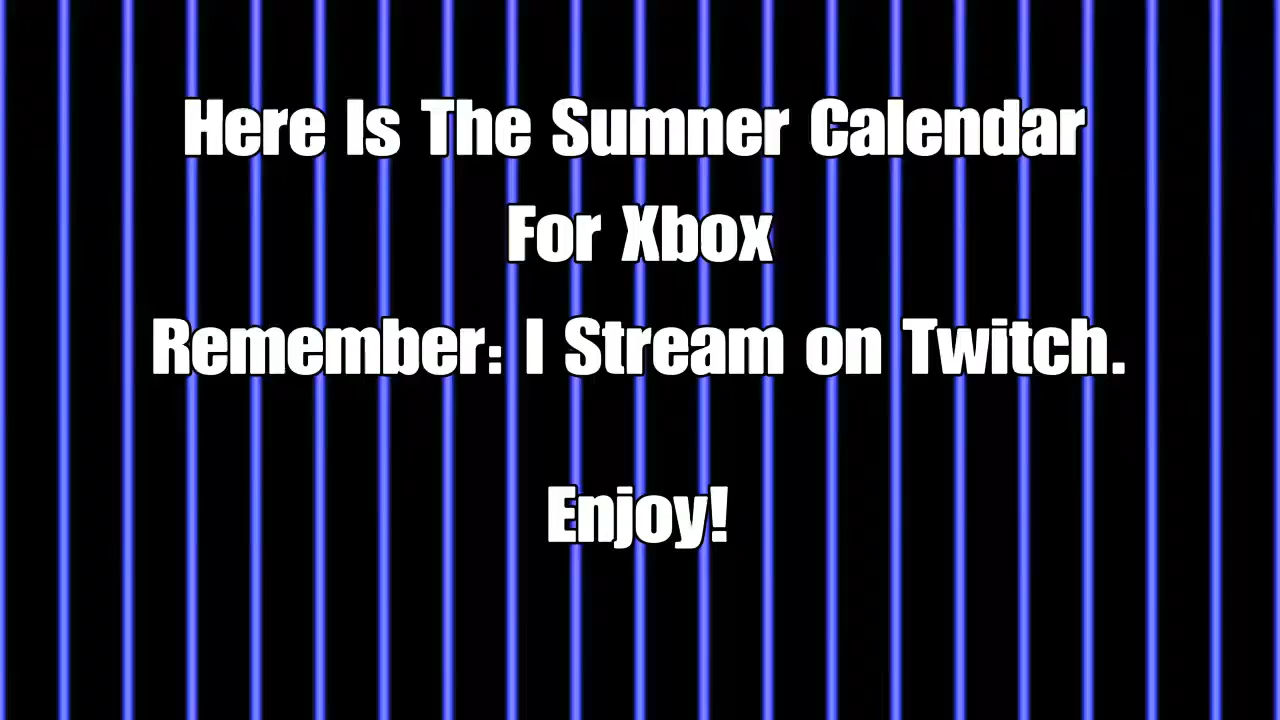 Here Is The Sumner Calendar
For Xbox
Remember: I Stream on Twitch.
Enjoy!